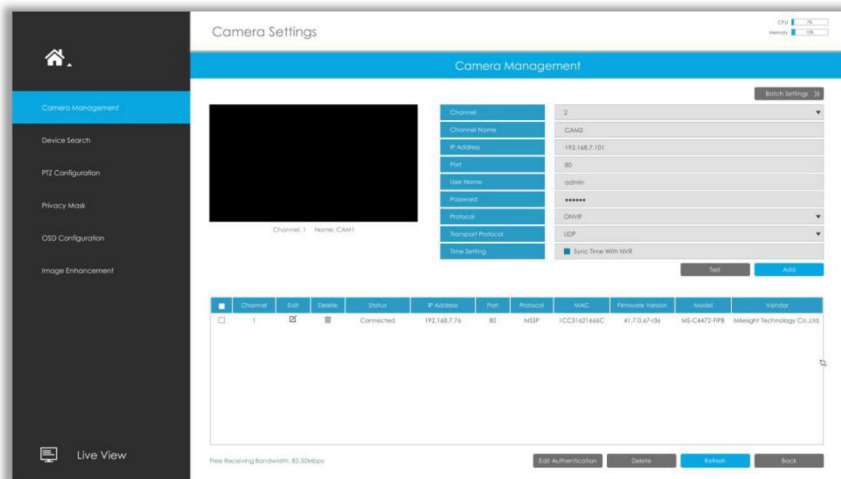 Camera Settings
CPU 7%
Memory 10%
Camera Management
Batch Settings
Camera Management
Device Search
PTZ Configuration
Privacy Mask
OSD Configuration
Image Enhancement
Live View
Channel: 1 Name: CAM1
Channel 2
Channel Name CAM2
IP Address 192.168.7.101
Port 80
User Name admin
Password ••••••
Protocol ONVIF
Transport Protocol UDP
Time Setting Sync Time With NVR
Test Add
Channel Edit Delete Status IP Address Port Protocol MAC Firmware Version Model Vendor
1 Connected 192.168.7.76 80 MSSP 1CC31621666C 41.7.0.67-r36 MS-C4472-FIPB Milesight Technology Co.,Ltd.
Free Receiving Bandwidth: 85.50Mbps
Edit Authentication Delete Refresh Back